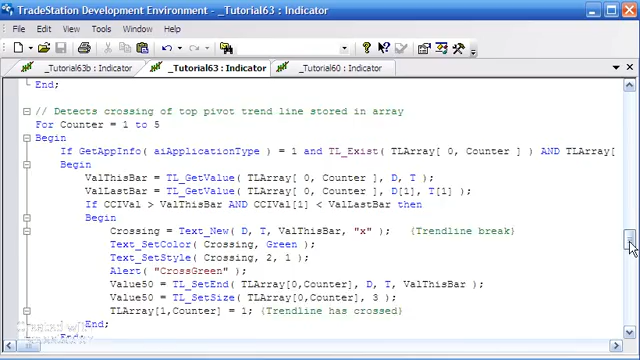 TradeStation Development Environment - _Tutorial63 : Indicator
File Edit View Tools Window Help
_Tutorial63b : Indicator _Tutorial63 : Indicator _Tutorial60 : Indicator
End;
// Detects crossing of top pivot trend line stored in array
For Counter = 1 to 5
Begin
If GetAppInfo( aiApplicationType ) = 1 and TL_Exist( TLArray[ 0, Counter ] ) AND TLArray[
Begin
ValThisBar = TL_GetValue( TLArray[ 0, Counter ], D, T );
ValLastBar = TL_GetValue( TLArray[ 0, Counter ], D[1], T[1] );
If CCIVal > ValThisBar AND CCIVal[1] < ValLastBar then
Begin
Crossing = Text_New( D, T, ValThisBar, "x" ); {Trendline break}
Text_SetColor( Crossing, Green );
Text_SetStyle( Crossing, 2, 1 );
Alert( "CrossGreen" );
Value50 = TL_SetEnd( TLArray[0,Counter], D, T, ValThisBar );
Value50 = TL_SetSize( TLArray[0,Counter], 3 );
TLArray[1,Counter] = 1; {Trendline has crossed}
End;
End;